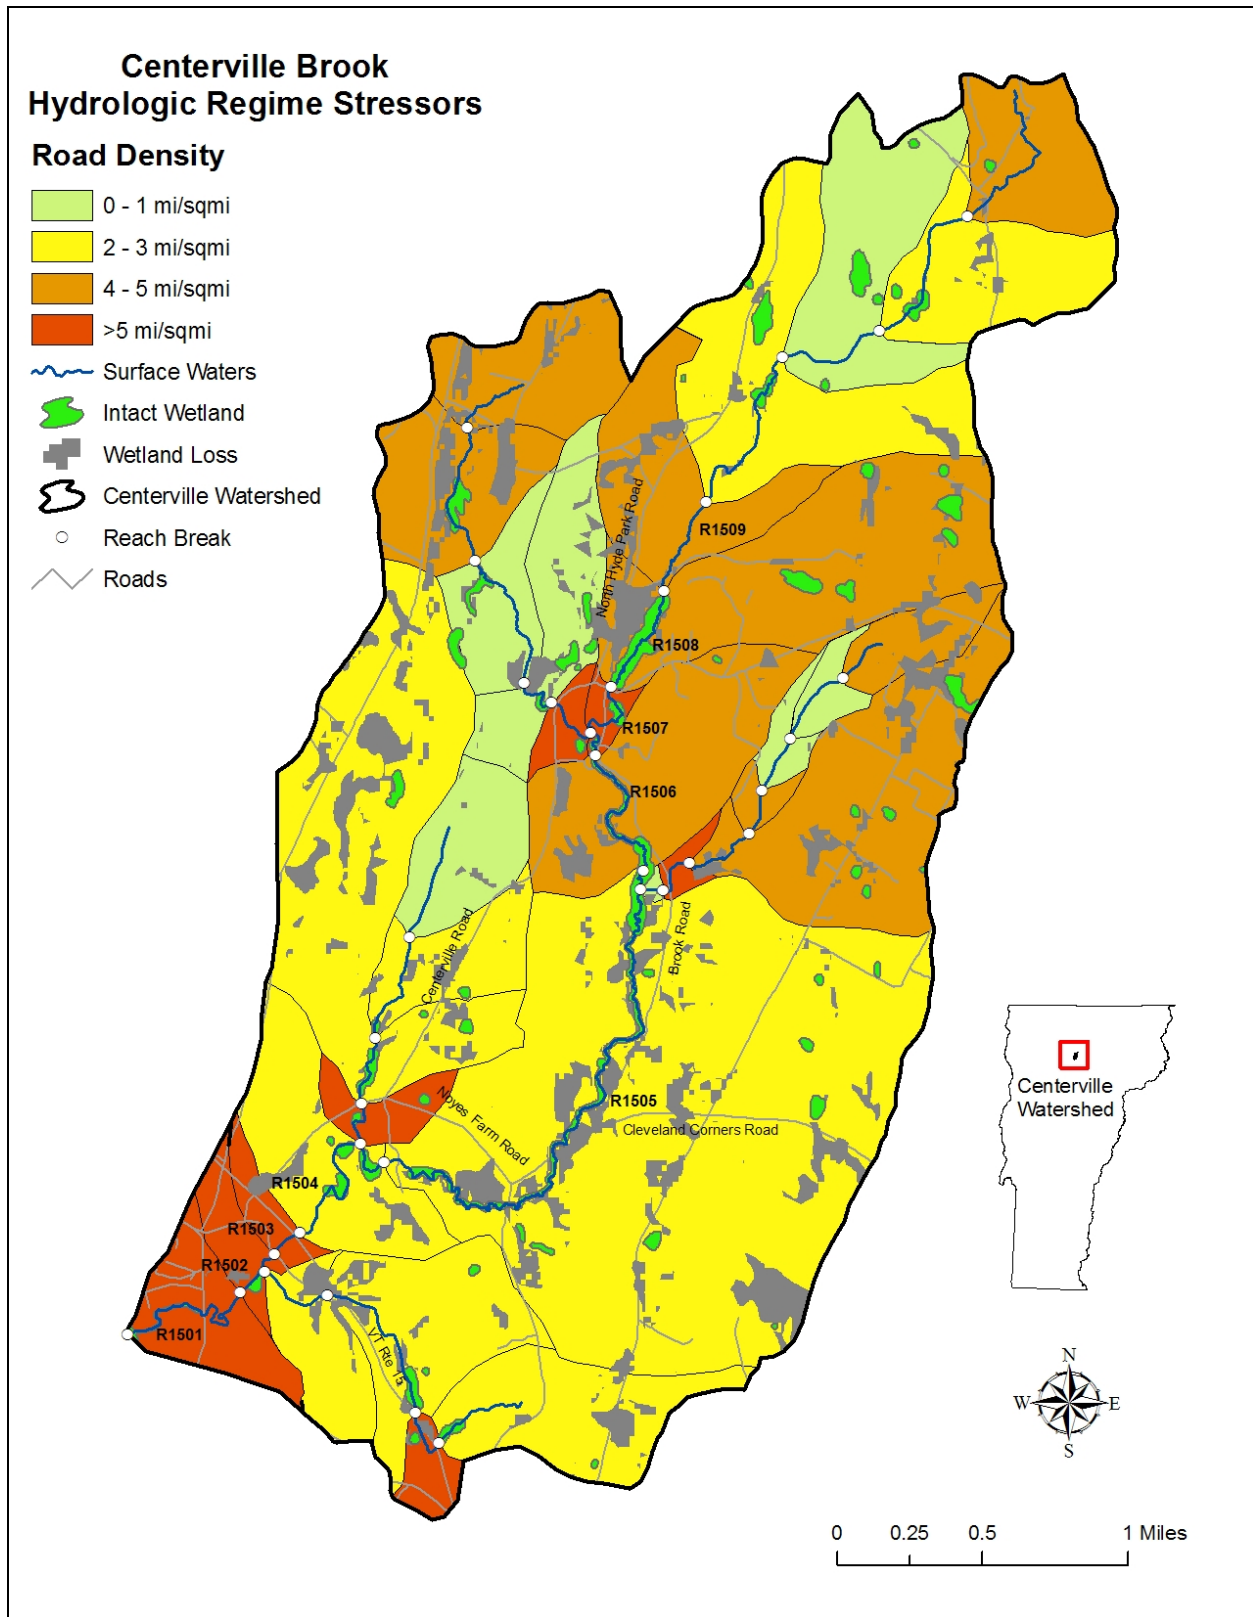 Centerville Brook
Hydrologic Regime Stressors
Road Density
0 - 1 mi/sqmi
2 - 3 mi/sqmi
4 - 5 mi/sqmi
>5 mi/sqmi
Surface Waters
Intact Wetland
Wetland Loss
Centerville Watershed
Reach Break
Roads
North Hyde Park Road
R1509
R1508
R1507
R1506
Centerville Road
Brook Road
R1505
Noyes Farm Road
Cleveland Corners Road
R1504
R1503
R1502
R1501
VT Rte 15
Centerville
Watershed
N
W
E
S
0
0.25
0.5
1 Miles